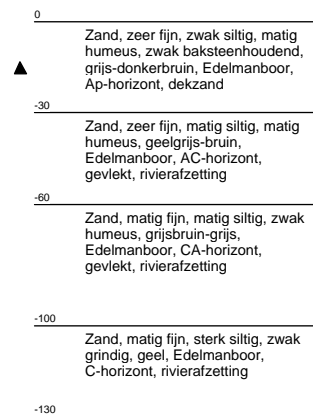 0
Zand, zeer fijn, zwak siltig, matig
humeus, zwak baksteenhoudend,
grijs-donkerbruin, Edelmanboor,
Ap-horizont, dekzand
-30
Zand, zeer fijn, matig siltig, matig
humeus, geelgrijs-bruin,
Edelmanboor, AC-horizont,
gevlekt, rivierafzetting
-60
Zand, matig fijn, matig siltig, zwak
humeus, grijsbruin-grijs,
Edelmanboor, CA-horizont,
gevlekt, rivierafzetting
-100
Zand, matig fijn, sterk siltig, zwak
grindig, geel, Edelmanboor,
C-horizont, rivierafzetting
-130